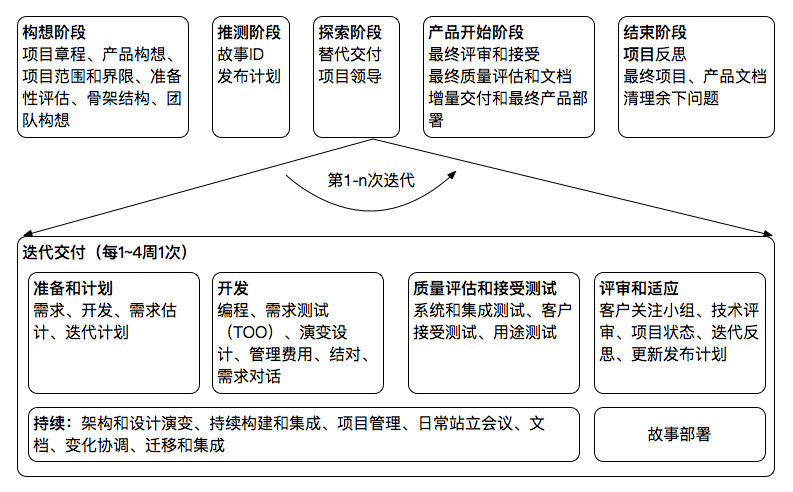 构想阶段
项目章程、产品构想、
项目范围和界限、准备
性评估、骨架结构、团
队构想
推测阶段
故事ID
发布计划
探索阶段
替代交付
项目领导
产品开始阶段
最终评审和接受
最终质量评估和文档
增量交付和最终产品部
署
结束阶段
项目反思
最终项目、产品文档
清理余下问题
第1-n次迭代
迭代交付（每1~4周1次）
准备和计划
需求、开发、需求估
计、迭代计划
开发
编程、需求测试
（TOO）、演变设
计、管理费用、结对、
需求对话
质量评估和接受测试
系统和集成测试、客户
接受测试、用途测试
评审和适应
客户关注小组、技术评
审、项目状态、迭代反
思、更新发布计划
持续：架构和设计演变、持续构建和集成、项目管理、日常站立会议、文
档、变化协调、迁移和集成
故事部署